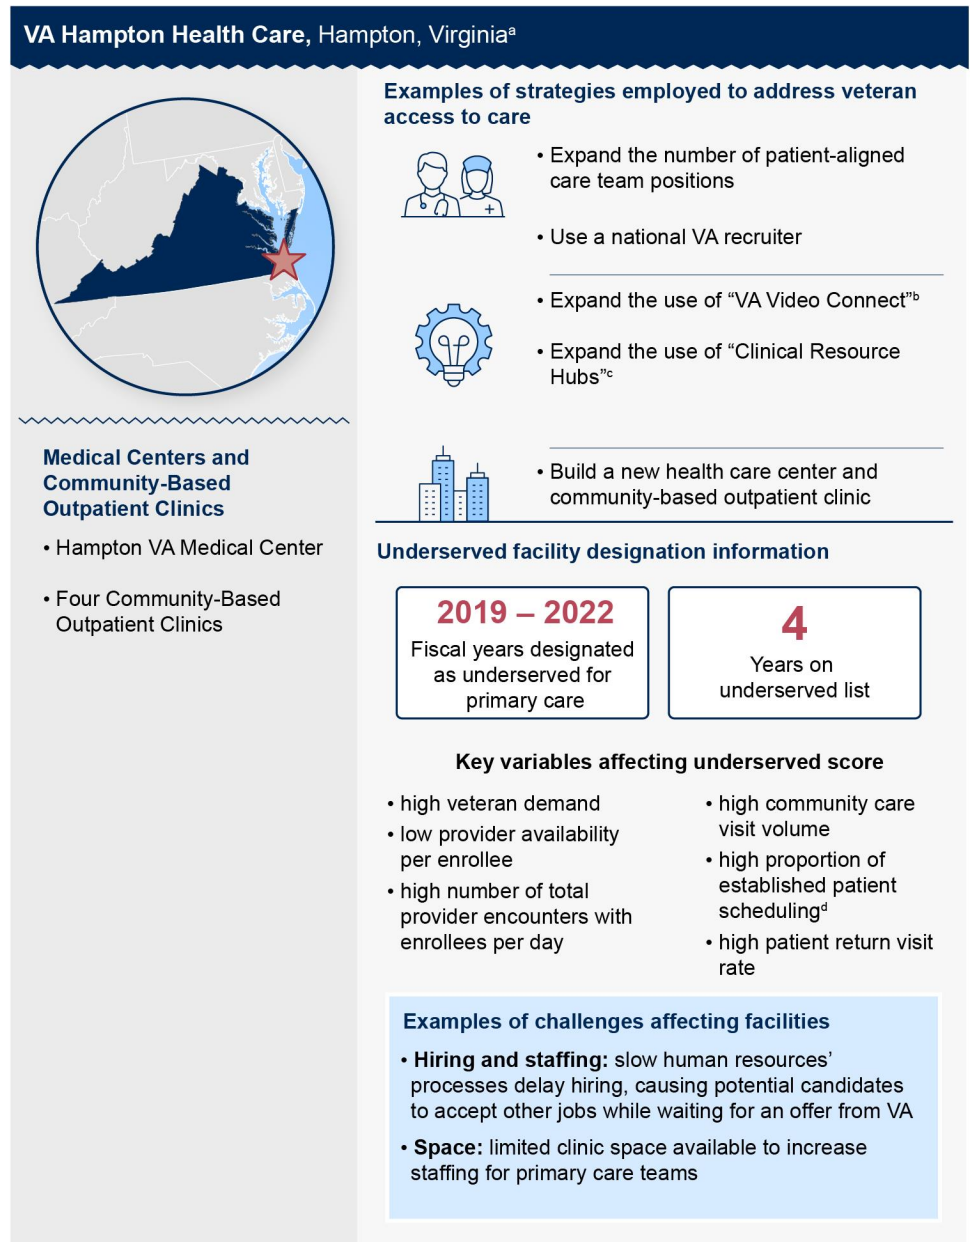 VA Hampton Health Care, Hampton, Virginiaᵃ
Medical Centers and
Community-Based
Outpatient Clinics
• Hampton VA Medical Center
• Four Community-Based
Outpatient Clinics
Examples of strategies employed to address veteran
access to care
• Expand the number of patient-aligned
care team positions
• Use a national VA recruiter
• Expand the use of “VA Video Connect”ᵇ
• Expand the use of “Clinical Resource
Hubs”ᶜ
• Build a new health care center and
community-based outpatient clinic
Underserved facility designation information
2019 – 2022
Fiscal years designated
as underserved for
primary care
4
Years on
underserved list
Key variables affecting underserved score
• high veteran demand
• low provider availability
per enrollee
• high number of total
provider encounters with
enrollees per day
• high community care
visit volume
• high proportion of
established patient
schedulingᵈ
• high patient return visit
rate
Examples of challenges affecting facilities
• Hiring and staffing: slow human resources’
processes delay hiring, causing potential candidates
to accept other jobs while waiting for an offer from VA
• Space: limited clinic space available to increase
staffing for primary care teams